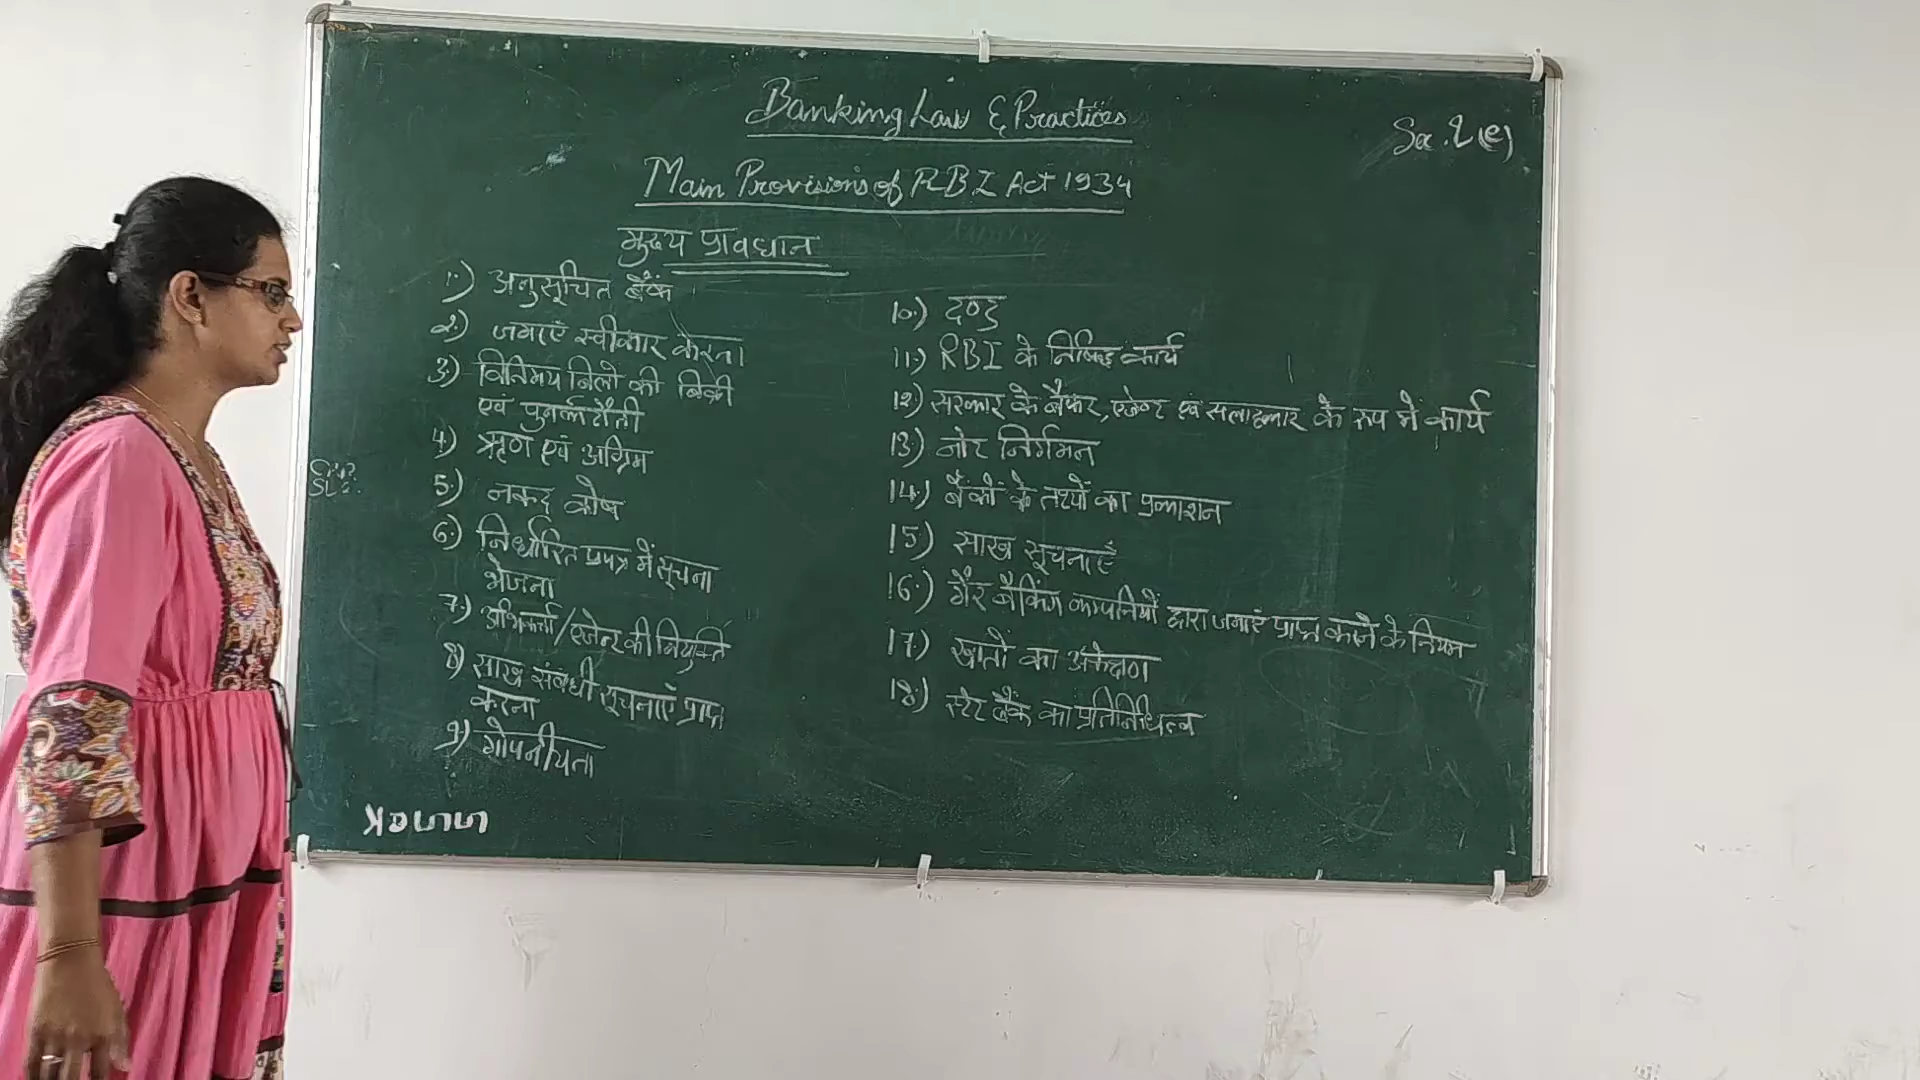 Banking Law & Practices
Sec. 2(e)
Main Provisions of RBI Act 1934
मुख्य प्रावधान
1.) अनुसूचित बैंक
2.) जमाएं स्वीकार करना
3.) विनिमय बिलों की बिक्री
एवं पुनर्कटौती
4.) ऋण एवं अग्रिम
5.) नकद कोष
6.) निर्धारित प्रपत्र में सूचना
भेजना
7.) अभिकर्ता/एजेन्ट की नियुक्ति
8) साख संबंधी सूचनाएं प्राप्त
करना
9) गोपनीयता
10.) दण्ड
11.) RBI के निषिद्ध कार्य
12.) सरकार के बैंकर, एजेण्ट एवं सलाहकार के रूप में कार्य
13.) नोट निर्गमन
14.) बैंकों के तथ्यों का प्रकाशन
15.) साख सूचनाएँ
16.) गैर बैंकिंग कम्पनियों द्वारा जमाएं प्राप्त करने के नियम
17.) खातों का अंकेक्षण
18.) स्टेट बैंक का प्रतिनिधित्व